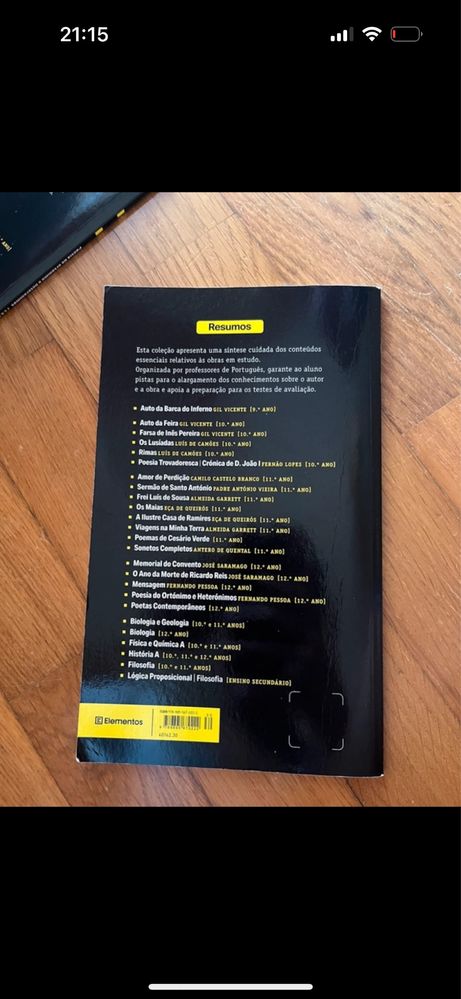 21:15
Resumos
Esta coleção apresenta uma síntese cuidada dos conteúdos
essenciais relativos às obras em estudo.
Organizada por professores de Português, garante ao aluno
pistas para o alargamento dos conhecimentos sobre o autor
e a obra e apoia a preparação para os testes de avaliação.
Auto da Barca do Inferno GIL VICENTE [9.º ANO]
Auto da Feira GIL VICENTE [10.º ANO]
Farsa de Inês Pereira GIL VICENTE [10.º ANO]
Os Lusíadas LUÍS DE CAMÕES [10.º ANO]
Rimas LUÍS DE CAMÕES [10.º ANO]
Poesia Trovadoresca | Crónica de D. João I FERNÃO LOPES [10.º ANO]
Amor de Perdição CAMILO CASTELO BRANCO [11.º ANO]
Sermão de Santo António PADRE ANTÓNIO VIEIRA [11.º ANO]
Frei Luís de Sousa ALMEIDA GARRETT [11.º ANO]
Os Maias EÇA DE QUEIRÓS [11.º ANO]
A Ilustre Casa de Ramires EÇA DE QUEIRÓS [11.º ANO]
Viagens na Minha Terra ALMEIDA GARRETT [11.º ANO]
Poemas de Cesário Verde [11.º ANO]
Sonetos Completos ANTERO DE QUENTAL [11.º ANO]
Memorial do Convento JOSÉ SARAMAGO [12.º ANO]
O Ano da Morte de Ricardo Reis JOSÉ SARAMAGO [12.º ANO]
Mensagem FERNANDO PESSOA [12.º ANO]
Poesia do Ortónimo e Heterónimos FERNANDO PESSOA [12.º ANO]
Poetas Contemporâneos [12.º ANO]
Biologia e Geologia [10.º e 11.º ANOS]
Biologia [12.º ANO]
Física e Química A [10.º e 11.º ANOS]
História A [10.º, 11.º e 12.º ANOS]
Filosofia [10.º e 11.º ANOS]
Lógica Proposicional | Filosofia [ENSINO SECUNDÁRIO]
Elementos